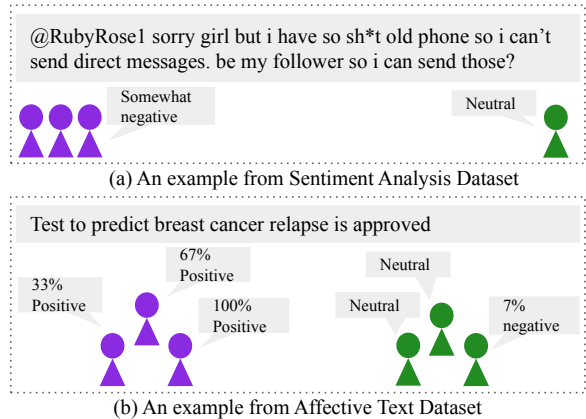 @RubyRose1 sorry girl but i have so sh*t old phone so i can't
send direct messages. be my follower so i can send those?
Somewhat
negative
Neutral
(a) An example from Sentiment Analysis Dataset
Test to predict breast cancer relapse is approved
33%
Positive
67%
Positive
100%
Positive
Neutral
Neutral
7%
negative
(b) An example from Affective Text Dataset